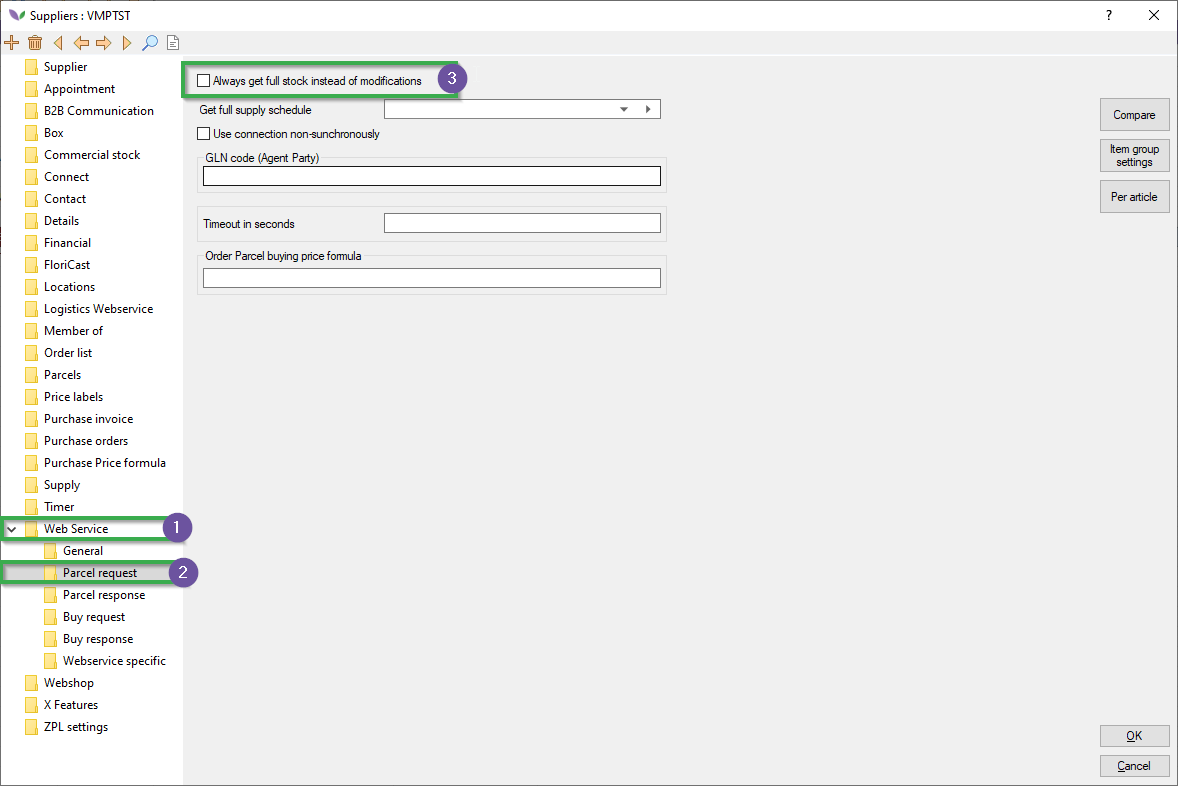 Suppliers : VMPTST
?
Supplier
Appointment
B2B Communication
Box
Commercial stock
Connect
Contact
Details
Financial
FloriCast
Locations
Logistics Webservice
Member of
Order list
Parcels
Price labels
Purchase invoice
Purchase orders
Purchase Price formula
Supply
Timer
Web Service 1
General
Parcel request 2
Parcel response
Buy request
Buy response
Webservice specific
Webshop
X Features
ZPL settings
Always get full stock instead of modifications 3
Get full supply schedule
Use connection non-sunchronously
GLN code (Agent Party)
Timeout in seconds
Order Parcel buying price formula
Compare
Item group
settings
Per article
OK
Cancel